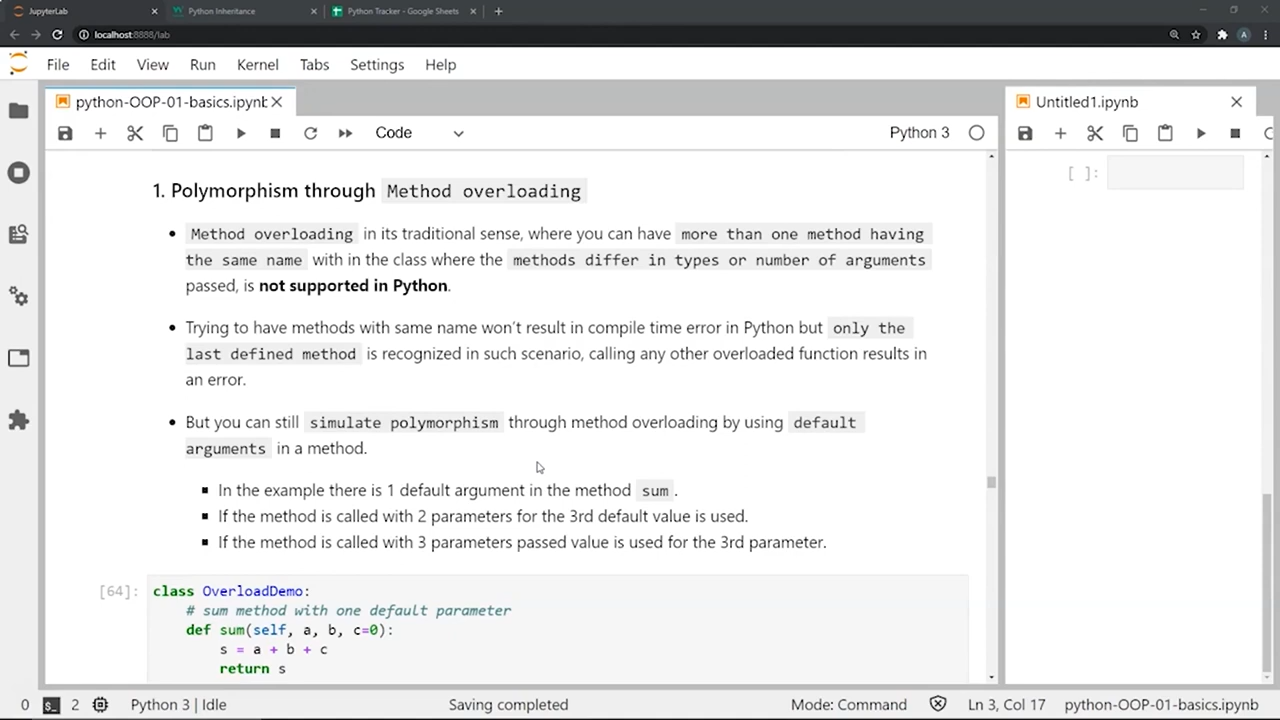 JupyterLab
Python Inheritance
Python Tracker - Google Sheets
localhost:8888/lab
File Edit View Run Kernel Tabs Settings Help
python-OOP-01-basics.ipynb
Untitled1.ipynb
Code
Python 3
[ ]:
1. Polymorphism through Method overloading
Method overloading in its traditional sense, where you can have more than one method having
the same name with in the class where the methods differ in types or number of arguments
passed, is not supported in Python.
Trying to have methods with same name won't result in compile time error in Python but only the
last defined method is recognized in such scenario, calling any other overloaded function results in
an error.
But you can still simulate polymorphism through method overloading by using default
arguments in a method.
In the example there is 1 default argument in the method sum.
If the method is called with 2 parameters for the 3rd default value is used.
If the method is called with 3 parameters passed value is used for the 3rd parameter.
[64]: class OverloadDemo:
# sum method with one default parameter
def sum(self, a, b, c=0):
s = a + b + c
return s
0 $_ 2 Python 3 | Idle Saving completed Mode: Command Ln 3, Col 17 python-OOP-01-basics.ipynb